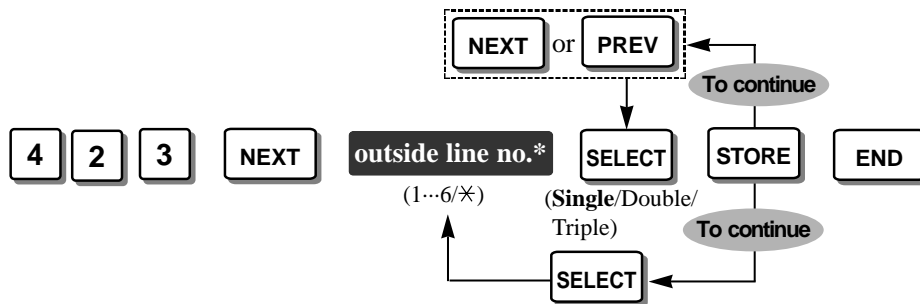 NEXT or PREV
To continue
4 2 3 NEXT outside line no.* SELECT STORE END
(1···6/✳) (Single/Double/
Triple)
To continue
SELECT